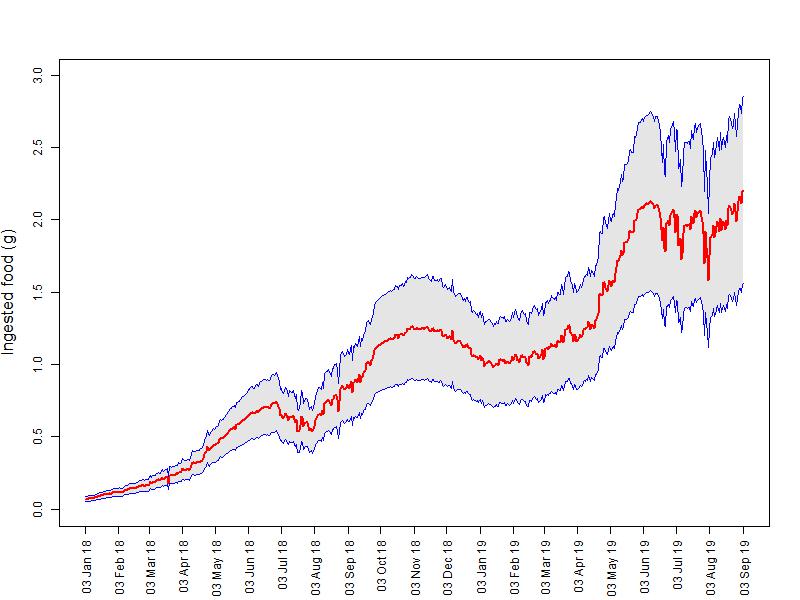 Ingested food (g)
3.0
2.5
2.0
1.5
1.0
0.5
0.0
03 Jan 18
03 Feb 18
03 Mar 18
03 Apr 18
03 May 18
03 Jun 18
03 Jul 18
03 Aug 18
03 Sep 18
03 Oct 18
03 Nov 18
03 Dec 18
03 Jan 19
03 Feb 19
03 Mar 19
03 Apr 19
03 May 19
03 Jun 19
03 Jul 19
03 Aug 19
03 Sep 19